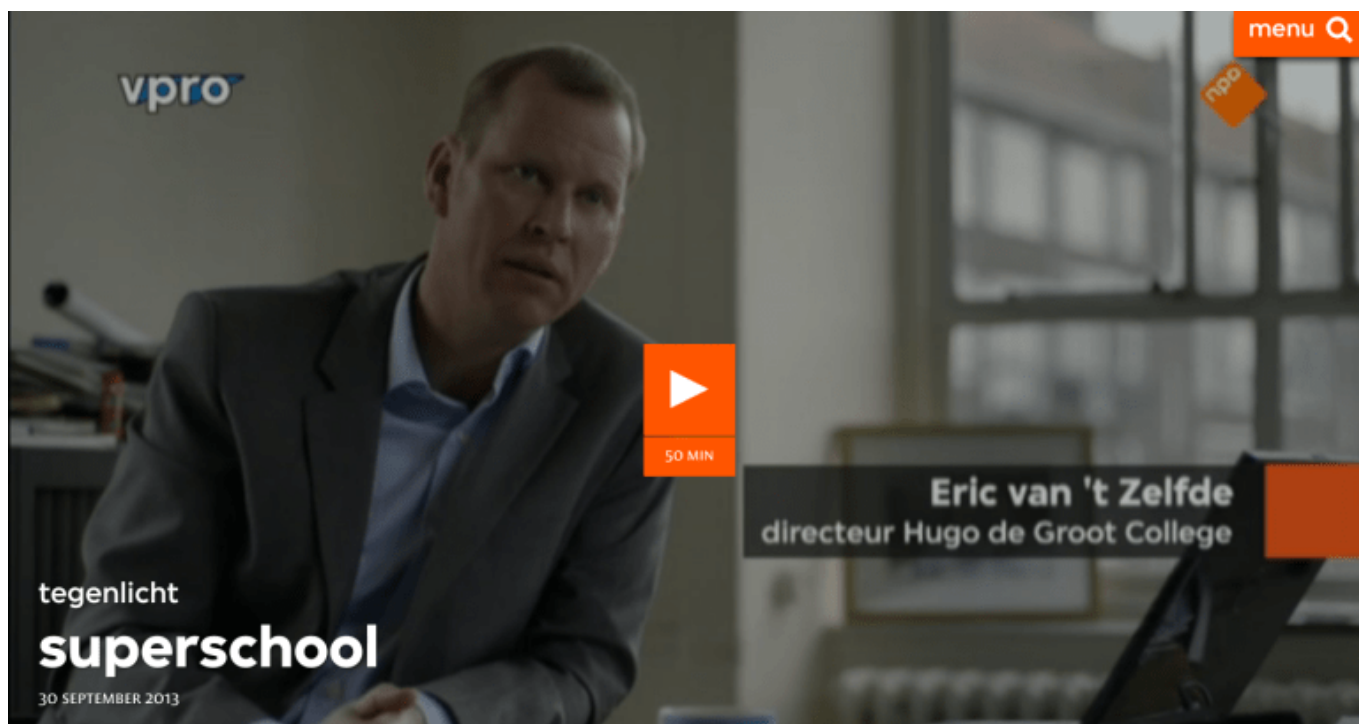 menu
vpro
npo
50 MIN
Eric van 't Zelfde
directeur Hugo de Groot College
tegenlicht
superschool
30 SEPTEMBER 2013